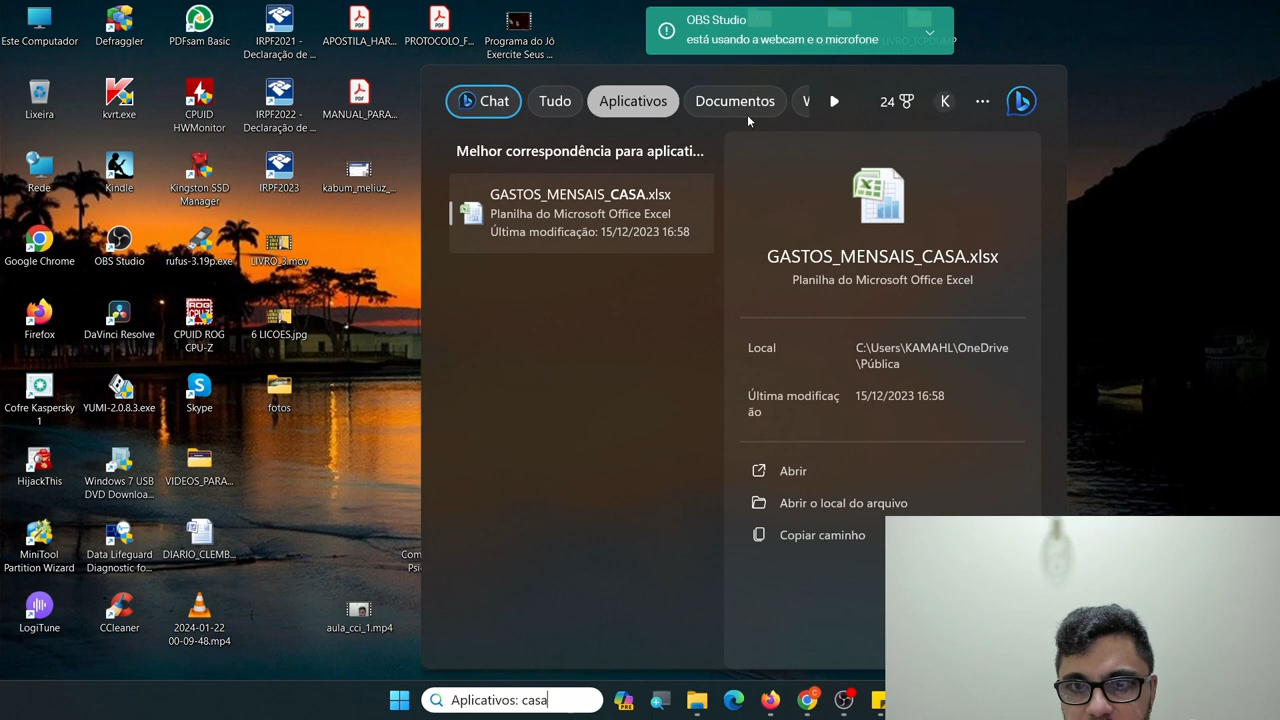 Este Computador
Defraggler
PDFsam Basic
IRPF2021 -
Declaração de ...
APOSTILA_HAR...
PROTOCOLO_F...
Programa do Jô
Exercite Seus ...
OBS Studio
está usando a webcam e o microfone
Lixeira
kvrt.exe
CPUID
HWMonitor
IRPF2022 -
Declaração de ...
MANUAL_PARA...
Rede
Kindle
Kingston SSD
Manager
IRPF2023
kabum_meliuz_...
Google Chrome
OBS Studio
rufus-3.19p.exe
LIVRO_3.mov
Firefox
DaVinci Resolve
CPUID ROG
CPU-Z
6 LICOES.jpg
Cofre Kaspersky
1
YUMI-2.0.8.3.exe
Skype
fotos
HijackThis
Windows 7 USB
DVD Downloa...
VIDEOS_PARA...
MiniTool
Partition Wizard
Data Lifeguard
Diagnostic fo...
DIARIO_CLEMB...
LogiTune
CCleaner
2024-01-22
00-09-48.mp4
aula_cci_1.mp4
Chat
Tudo
Aplicativos
Documentos
24
K
Melhor correspondência para aplicati...
GASTOS_MENSAIS_CASA.xlsx
Planilha do Microsoft Office Excel
Última modificação: 15/12/2023 16:58
GASTOS_MENSAIS_CASA.xlsx
Planilha do Microsoft Office Excel
Local
C:\Users\KAMAHL\OneDrive
\Pública
Última modificaç
ão
15/12/2023 16:58
Abrir
Abrir o local do arquivo
Copiar caminho
Aplicativos: casa